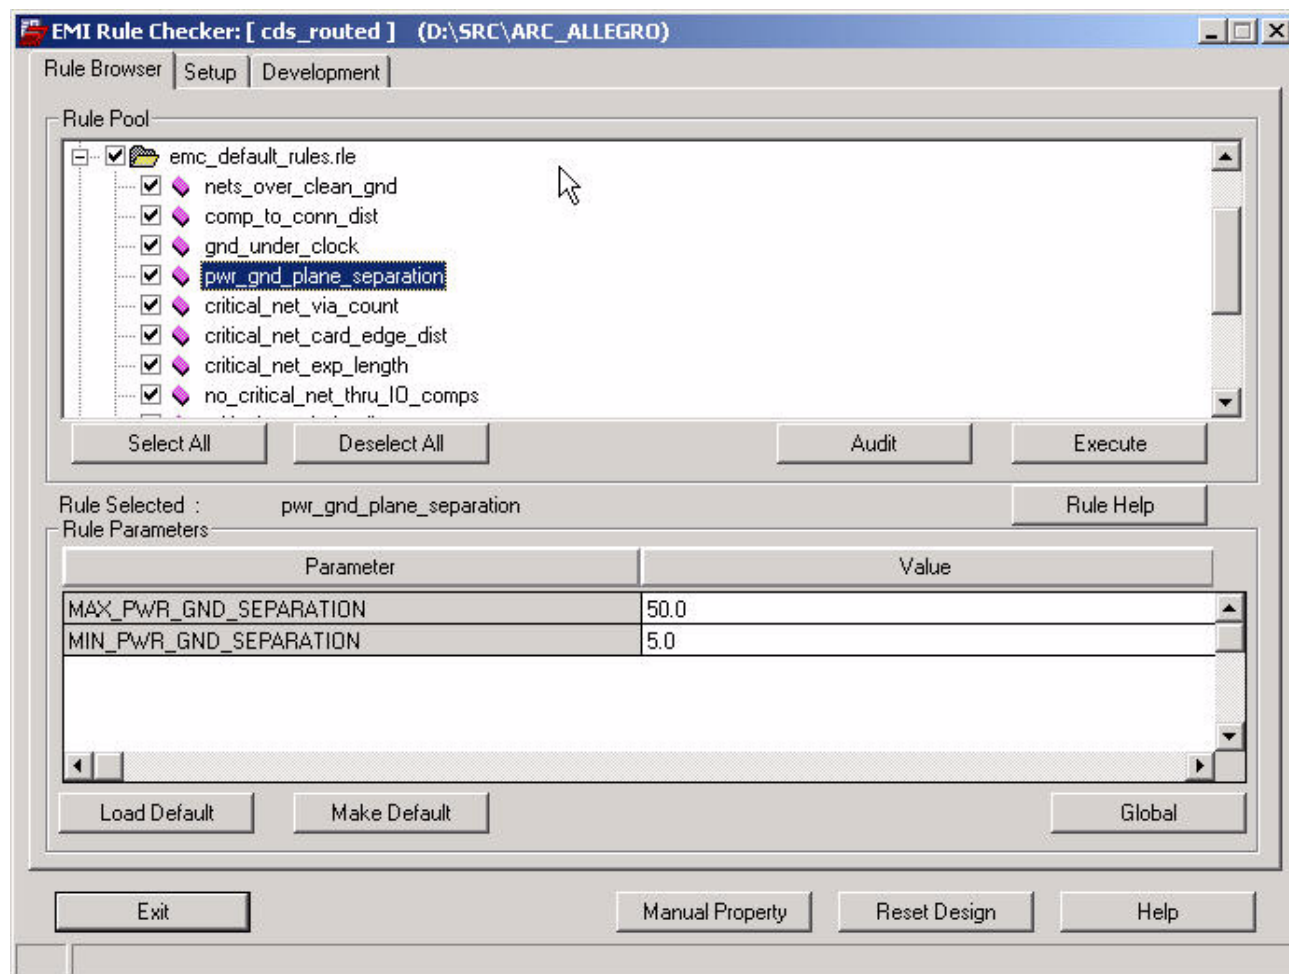 EMI Rule Checker: [ cds_routed ] (D:\SRC\ARC_ALLEGRO)
Rule Browser Setup Development
Rule Pool
emc_default_rules.rle
nets_over_clean_gnd
comp_to_conn_dist
gnd_under_clock
pwr_gnd_plane_separation
critical_net_via_count
critical_net_card_edge_dist
critical_net_exp_length
no_critical_net_thru_IO_comps
Select All Deselect All Audit Execute
Rule Selected : pwr_gnd_plane_separation Rule Help
Rule Parameters
Parameter Value
MAX_PWR_GND_SEPARATION 50.0
MIN_PWR_GND_SEPARATION 5.0
Load Default Make Default Global
Exit Manual Property Reset Design Help